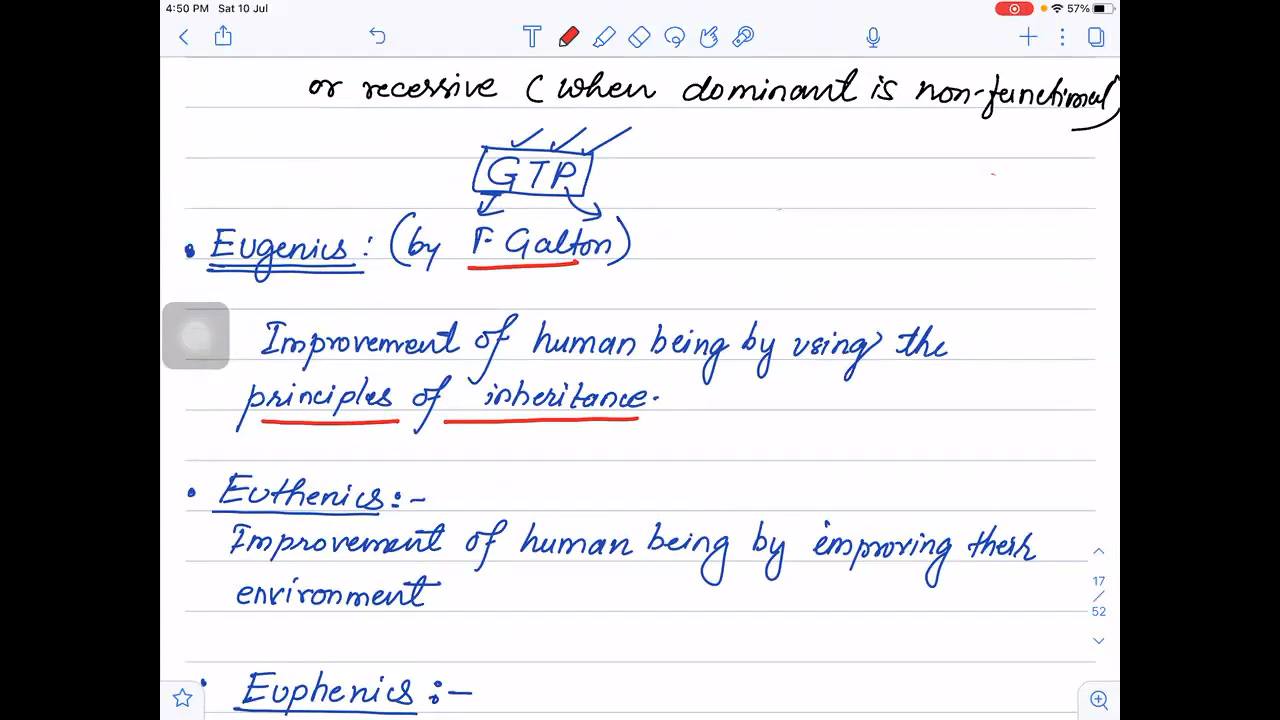 4:50 PM Sat 10 Jul
57%
or recessive (when dominant is non-functional)
GTP
• Eugenics: (by F. Galton)
Improvement of human being by using the
principles of inheritance.
• Euthenics:-
Improvement of human being by improving their
environment
17
/
52
• Euphenics:-